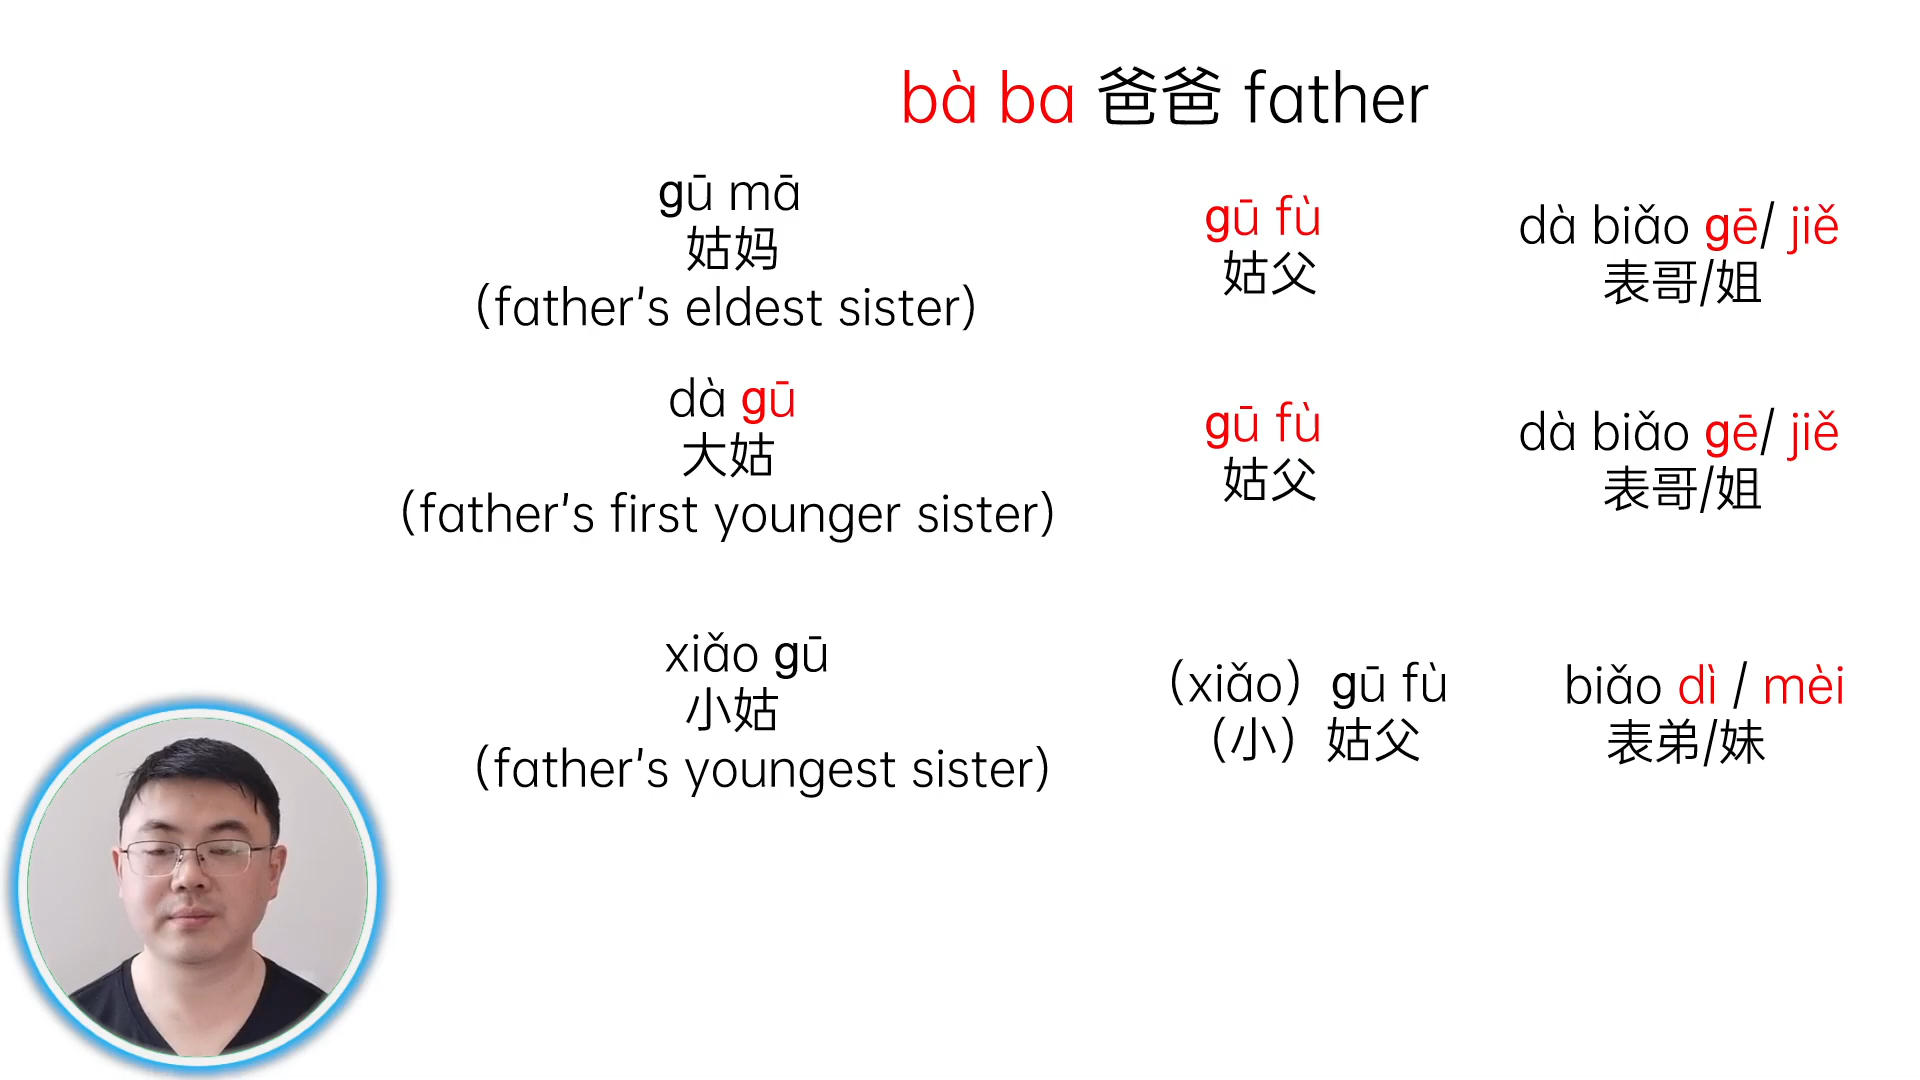 bà ba 爸爸 father
gū mā
姑妈
(father's eldest sister)
gū fù
姑父
dà biǎo gē/ jiě
表哥/姐
dà gū
大姑
(father's first younger sister)
gū fù
姑父
dà biǎo gē/ jiě
表哥/姐
xiǎo gū
小姑
(father's youngest sister)
（xiǎo）gū fù
（小）姑父
biǎo dì / mèi
表弟/妹